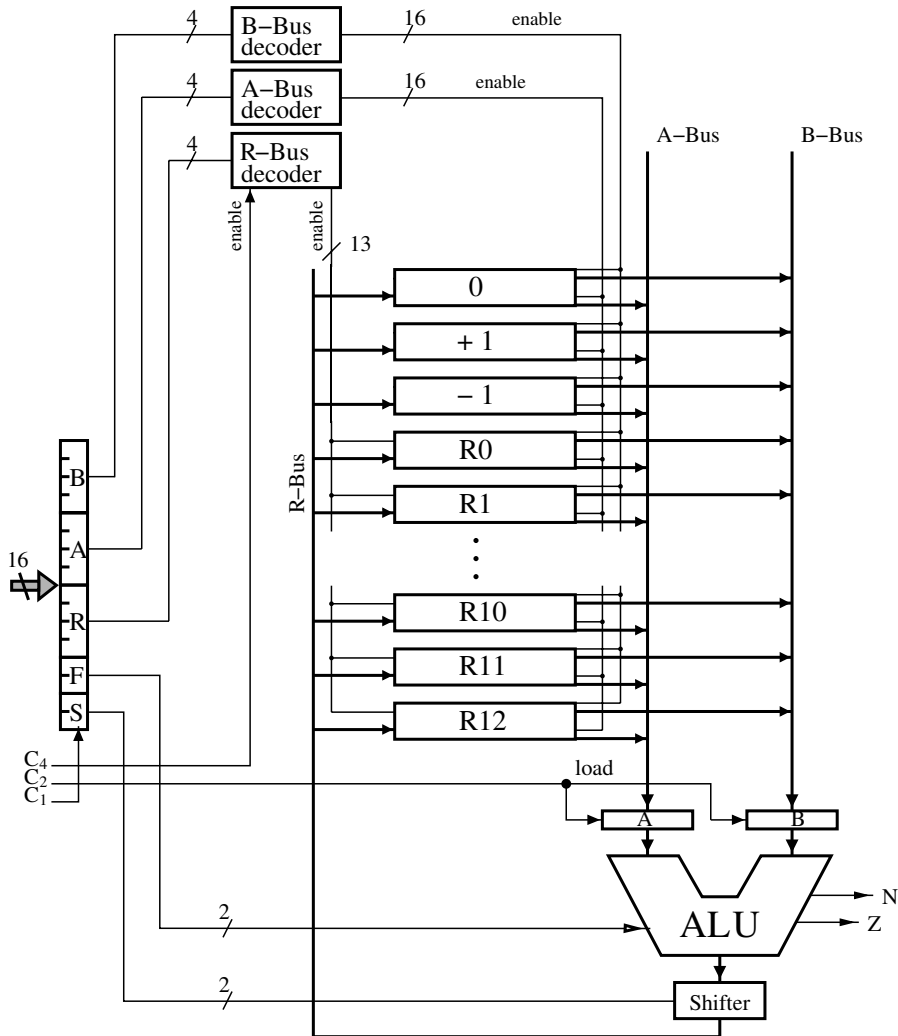 4
B−Bus
decoder
16
enable
4
A−Bus
decoder
16
enable
4
R−Bus
decoder
A−Bus
B−Bus
enable
enable
13
0
+ 1
− 1
R0
R1
R−Bus
R10
R11
R12
16
B
A
R
F
S
C4
C2
C1
load
A
B
ALU
N
Z
2
2
Shifter